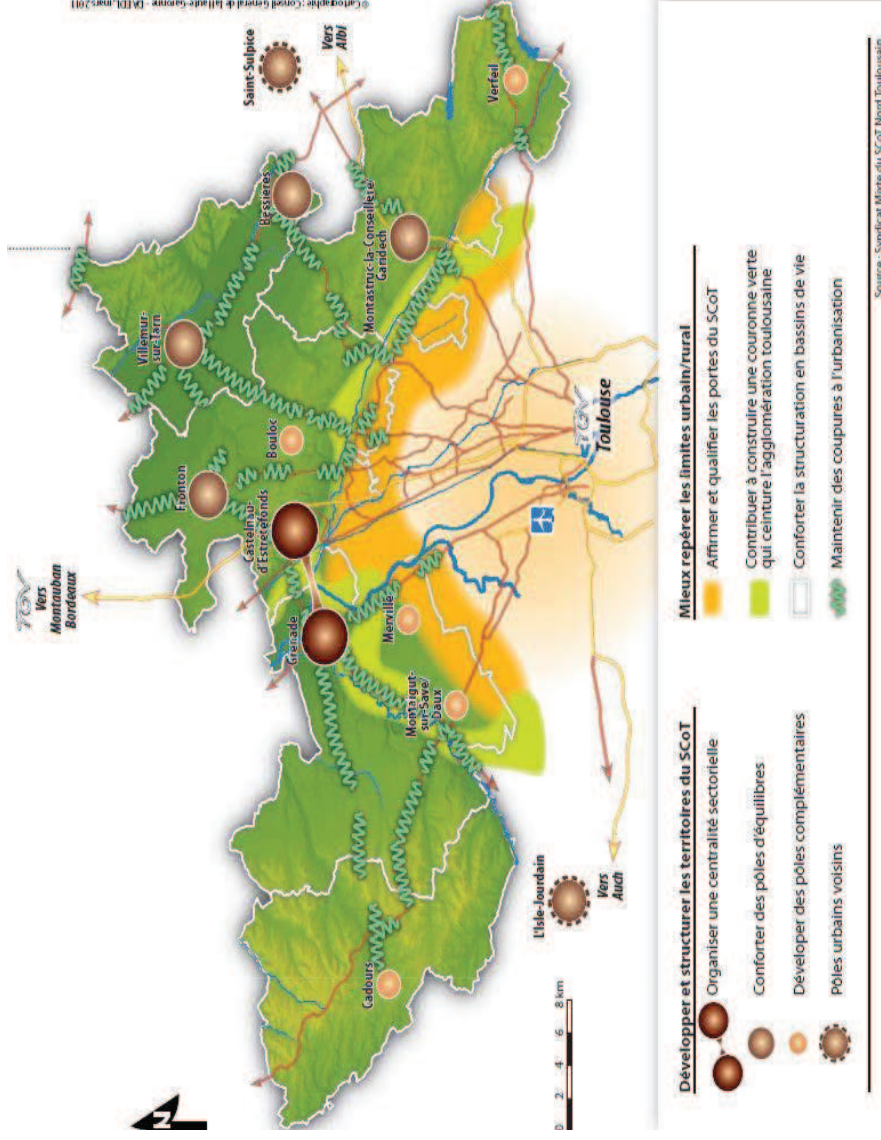 © Cartographie : Conseil Général de la Haute-Garonne - DAEDL, mars 2011
N
TGV
Vers
Montauban
Bordeaux
Saint-Sulpice
Vers
Albi
Villemur-
sur-Tarn
Bessières
Fronton
Bouloc
Castelnau-
d'Estrétefonds
Grenade
Montastruc-la-Conseillère/
Garidech
Verfeil
Merville
Montaigut-
sur-Save/
Daux
Cadours
L'Isle-Jourdain
Vers
Auch
TGV
Toulouse
0 2 4 6 8 km
Développer et structurer les territoires du SCoT
Organiser une centralité sectorielle
Conforter des pôles d'équilibres
Développer des pôles complémentaires
Pôles urbains voisins
Mieux repérer les limites urbain/rural
Affirmer et qualifier les portes du SCoT
Contribuer à construire une couronne verte
qui ceinture l'agglomération toulousaine
Conforter la structuration en bassins de vie
Maintenir des coupures à l'urbanisation
Source : Syndicat Mixte du SCoT Nord Toulousain